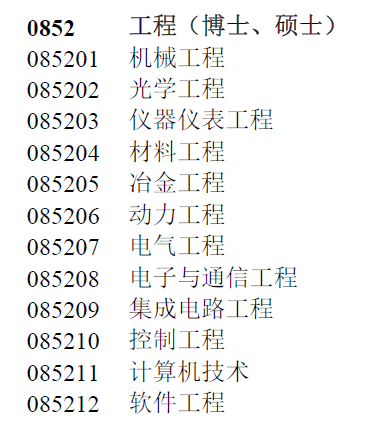 0852 工程（博士、硕士）
085201 机械工程
085202 光学工程
085203 仪器仪表工程
085204 材料工程
085205 冶金工程
085206 动力工程
085207 电气工程
085208 电子与通信工程
085209 集成电路工程
085210 控制工程
085211 计算机技术
085212 软件工程